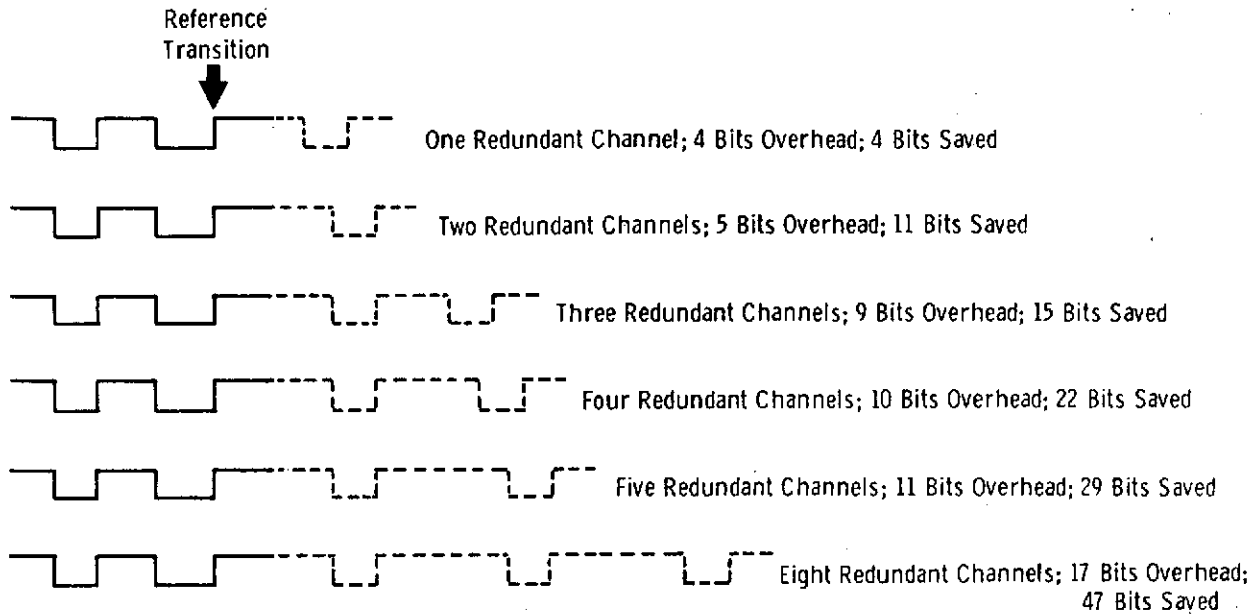 Reference
Transition
One Redundant Channel; 4 Bits Overhead; 4 Bits Saved
Two Redundant Channels; 5 Bits Overhead; 11 Bits Saved
Three Redundant Channels; 9 Bits Overhead; 15 Bits Saved
Four Redundant Channels; 10 Bits Overhead; 22 Bits Saved
Five Redundant Channels; 11 Bits Overhead; 29 Bits Saved
Eight Redundant Channels; 17 Bits Overhead;
47 Bits Saved